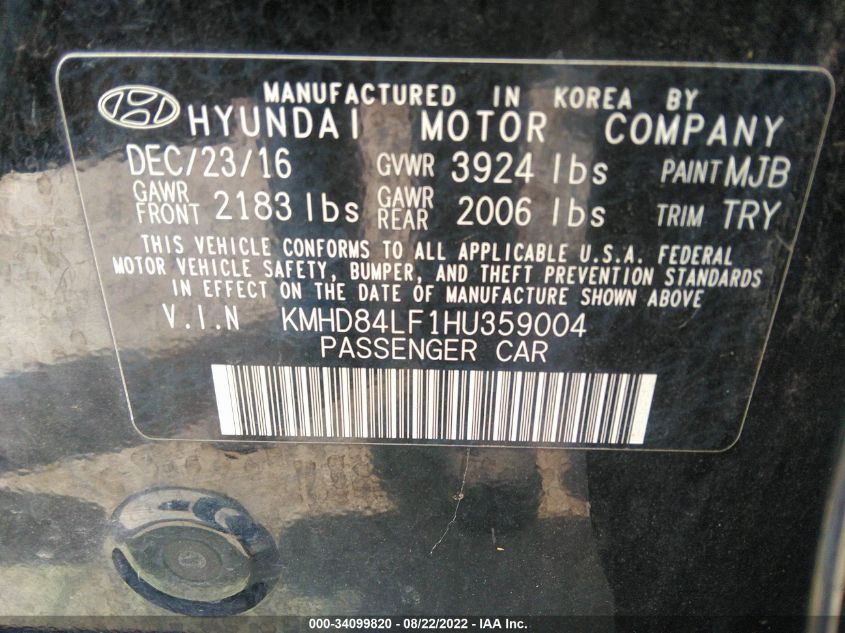 MANUFACTURED IN KOREA BY
HYUNDAI MOTOR COMPANY
DEC/23/16 GVWR 3924 lbs PAINT MJB
GAWR FRONT 2183 lbs GAWR REAR 2006 lbs TRIM TRY
THIS VEHICLE CONFORMS TO ALL APPLICABLE U.S.A. FEDERAL
MOTOR VEHICLE SAFETY, BUMPER, AND THEFT PREVENTION STANDARDS
IN EFFECT ON THE DATE OF MANUFACTURE SHOWN ABOVE
V.I.N KMHD84LF1HU359004
PASSENGER CAR
000-34099820 - 08/22/2022 - IAA Inc.